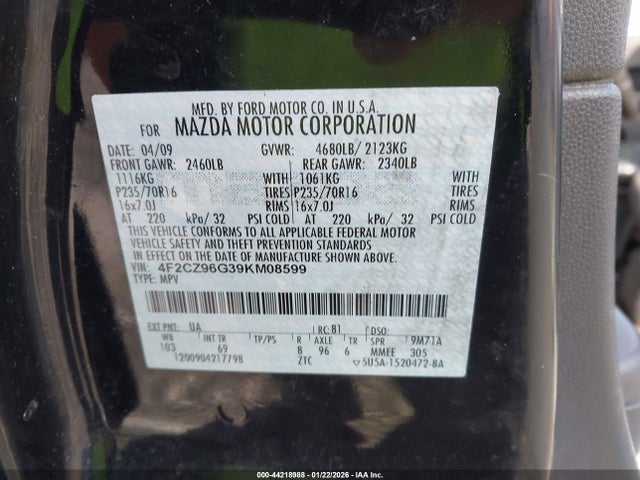 MFD. BY FORD MOTOR CO. IN U.S.A.
FOR MAZDA MOTOR CORPORATION
DATE: 04/09 GVWR: 4680LB/ 2123KG
FRONT GAWR: 2460LB REAR GAWR: 2340LB
1116KG WITH 1061KG WITH
P235/70R16 TIRES P235/70R16 TIRES
16x7.0J RIMS 16x7.0J RIMS
AT 220 kPa/ 32 PSI COLD AT 220 kPa/ 32 PSI COLD
THIS VEHICLE CONFORMS TO ALL APPLICABLE FEDERAL MOTOR
VEHICLE SAFETY AND THEFT PREVENTION STANDARDS
IN EFFECT ON THE DATE OF MANUFACTURE SHOWN ABOVE.
VIN: 4F2CZ96G39KM08599
TYPE: MPV
EXT PNT: UA RC: 81 DSO:
WB INT TR TP/PS R AXLE TR SPR 9M71A
103 69 B 96 6 MMEE 305
1200904217798 ZTC 5U5A-1520472-BA
000-44218988 - 01/22/2026 - IAA Inc.